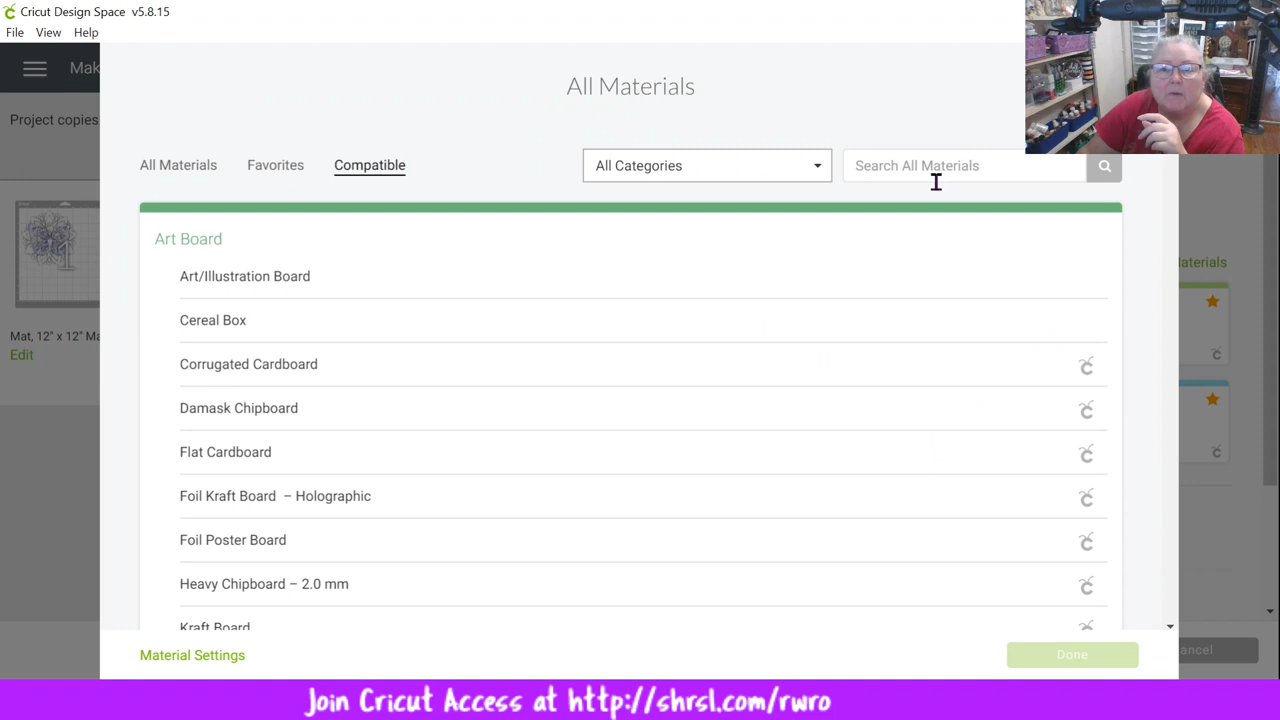 Cricut Design Space v5.8.15
File View Help
Mak
All Materials
Project copies
All Materials Favorites Compatible All Categories Search All Materials
Art Board
Art/Illustration Board
Cereal Box
Corrugated Cardboard
Damask Chipboard
Flat Cardboard
Foil Kraft Board – Holographic
Foil Poster Board
Heavy Chipboard – 2.0 mm
Kraft Board
Mat, 12" x 12" Ma
Edit
aterials
Material Settings Done
ancel
Join Cricut Access at http://shrsl.com/rwro